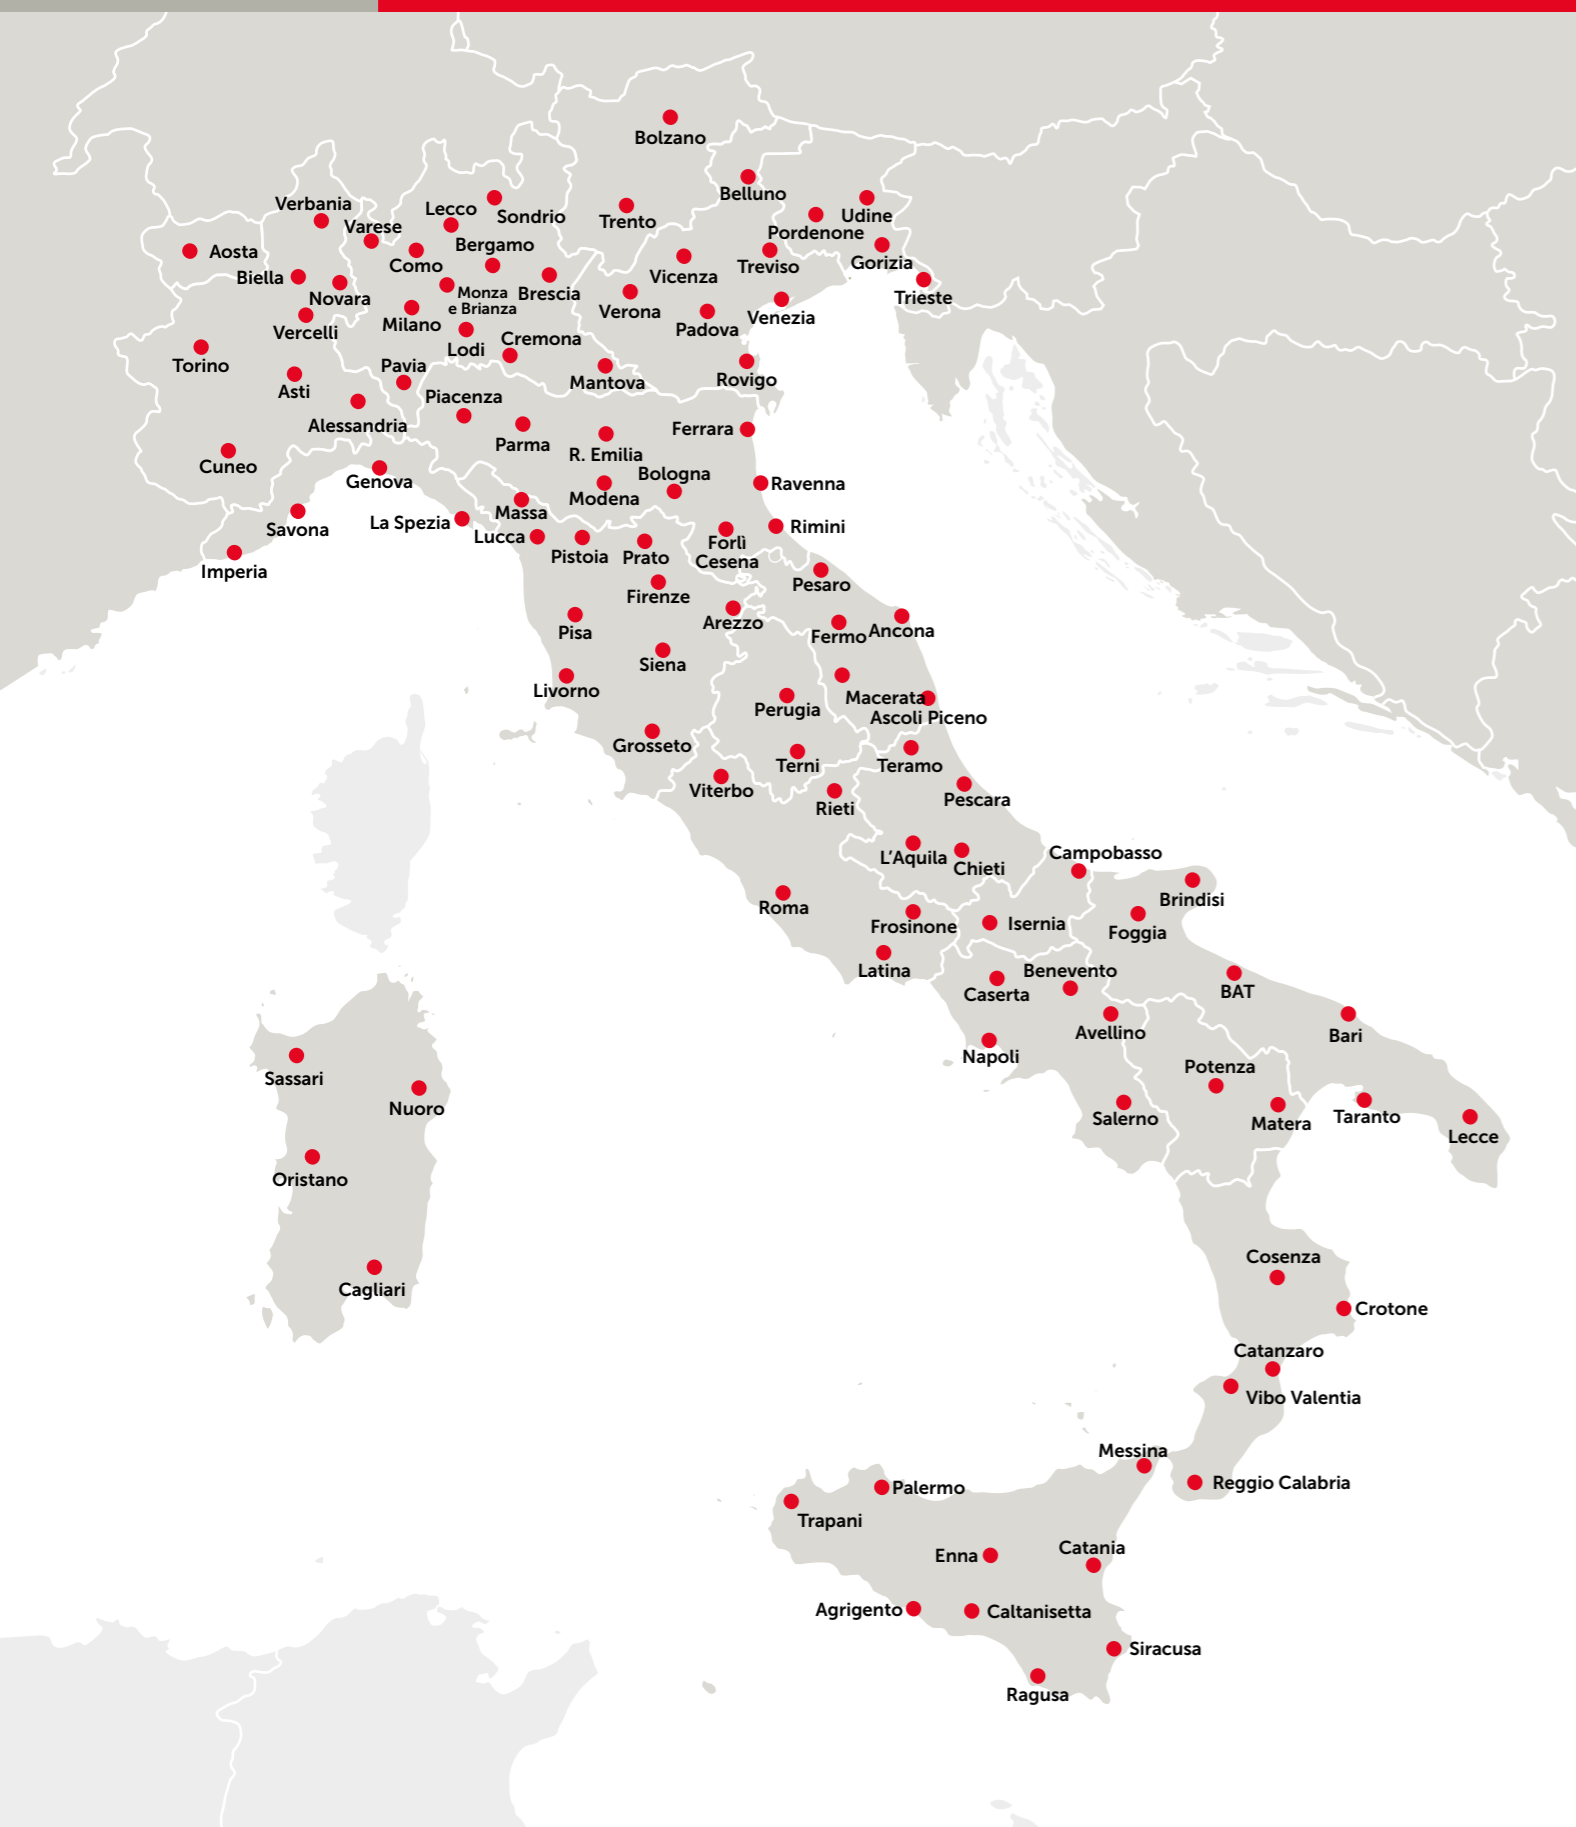 Bolzano
Belluno
Verbania
Lecco
Sondrio
Trento
Udine
Varese
Pordenone
Aosta
Bergamo
Como
Treviso
Gorizia
Vicenza
Biella
Novara
Monza
e Brianza
Brescia
Trieste
Verona
Venezia
Vercelli
Milano
Padova
Cremona
Lodi
Torino
Pavia
Mantova
Rovigo
Asti
Piacenza
Alessandria
Ferrara
Parma
R. Emilia
Cuneo
Bologna
Genova
Ravenna
Modena
Massa
La Spezia
Savona
Rimini
Lucca
Forlì
Cesena
Pistoia
Prato
Imperia
Pesaro
Firenze
Arezzo
Ancona
Fermo
Pisa
Siena
Livorno
Macerata
Perugia
Ascoli Piceno
Grosseto
Terni
Teramo
Viterbo
Pescara
Rieti
Campobasso
L'Aquila
Chieti
Brindisi
Roma
Isernia
Frosinone
Foggia
Latina
Benevento
BAT
Caserta
Avellino
Bari
Napoli
Potenza
Sassari
Nuoro
Taranto
Salerno
Matera
Lecce
Oristano
Cosenza
Cagliari
Crotone
Catanzaro
Vibo Valentia
Messina
Reggio Calabria
Palermo
Trapani
Catania
Enna
Agrigento
Caltanisetta
Siracusa
Ragusa